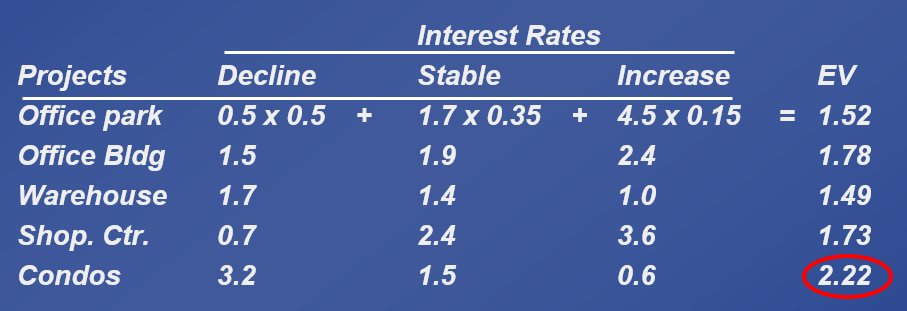 Interest Rates
Projects Decline Stable Increase EV
Office park 0.5 x 0.5 + 1.7 x 0.35 + 4.5 x 0.15 = 1.52
Office Bldg 1.5 1.9 2.4 1.78
Warehouse 1.7 1.4 1.0 1.49
Shop. Ctr. 0.7 2.4 3.6 1.73
Condos 3.2 1.5 0.6 2.22